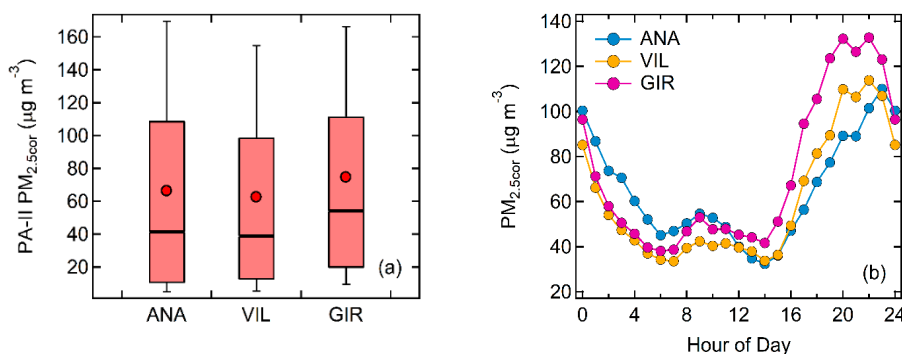 PA-II PM2.5cor (µg m−3)
160
140
120
100
80
60
40
20
ANA VIL GIR
(a)
PM2.5cor (µg m−3)
140
120
100
80
60
40
20
ANA
VIL
GIR
(b)
0 4 8 12 16 20 24
Hour of Day